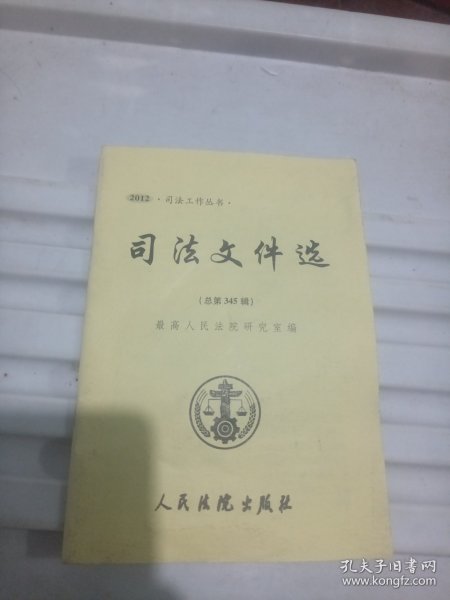 2012·司法工作丛书·
司法文件选
（总第345辑）
最高人民法院研究室编
人民法院出版社
孔夫子旧书网
www.kongfz.com